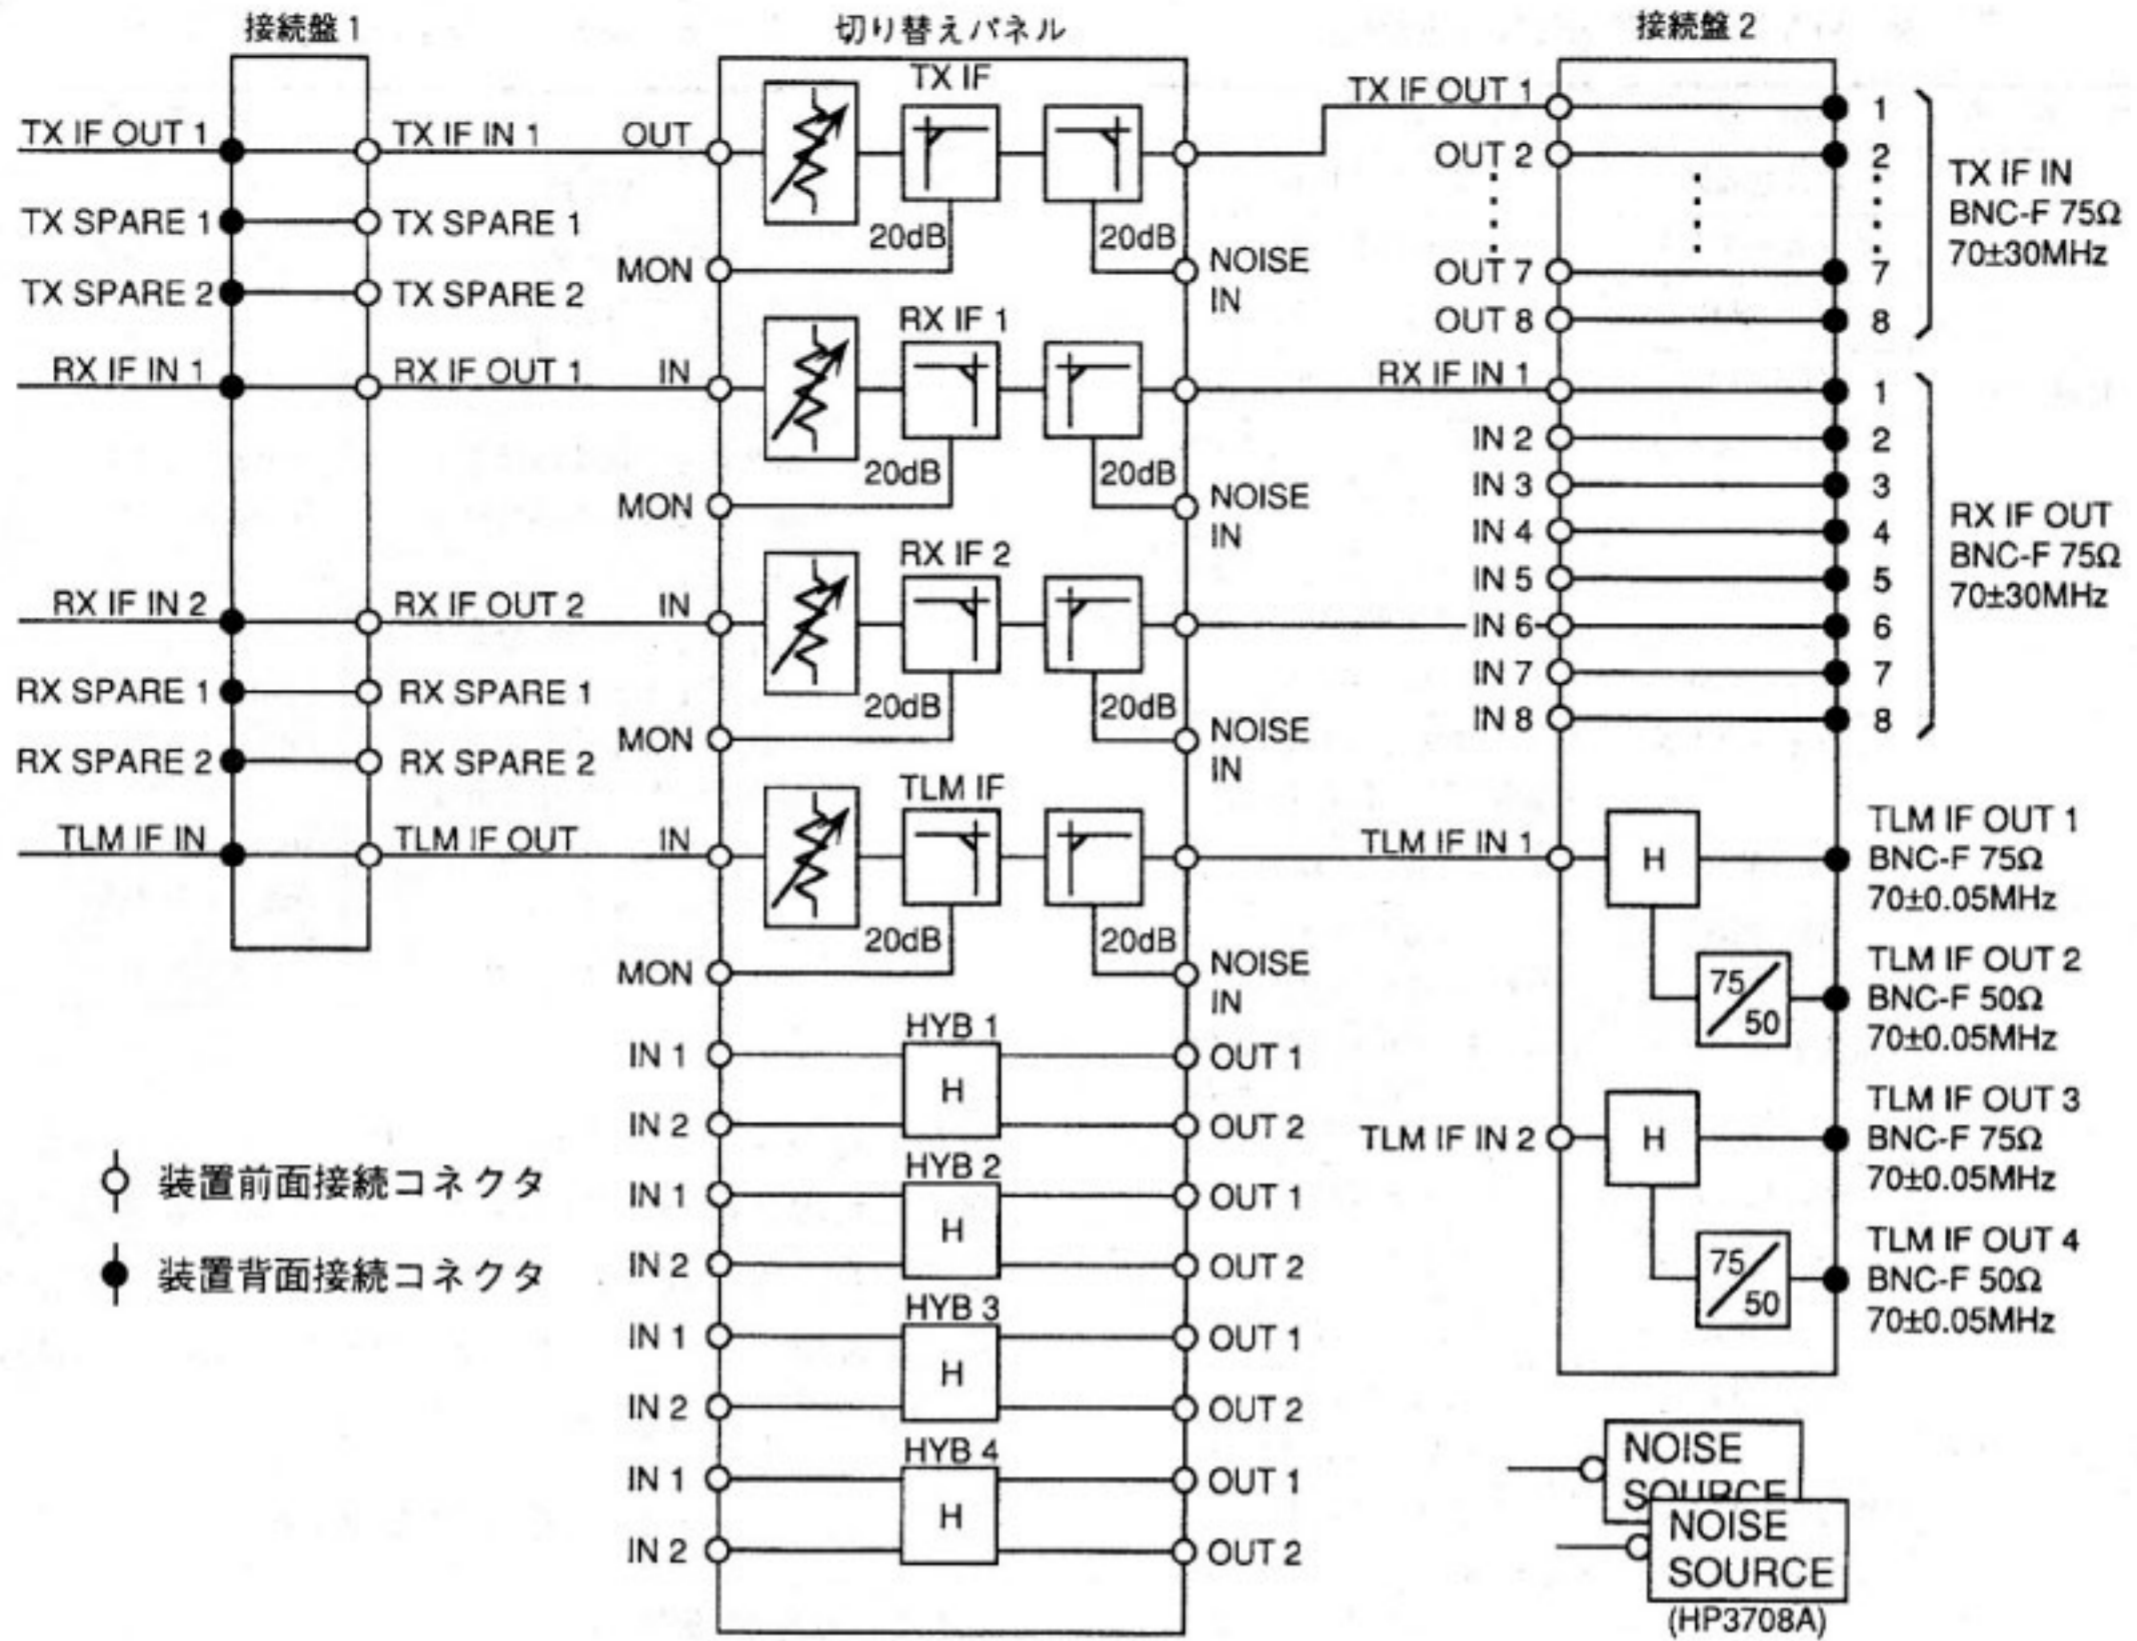 接続盤 1
TX IF OUT 1
TX IF IN 1
TX SPARE 1
TX SPARE 1
TX SPARE 2
TX SPARE 2
RX IF IN 1
RX IF OUT 1
RX IF IN 2
RX IF OUT 2
RX SPARE 1
RX SPARE 1
RX SPARE 2
RX SPARE 2
TLM IF IN
TLM IF OUT
装置前面接続コネクタ
装置背面接続コネクタ
切り替えパネル
TX IF
OUT
20dB
20dB
MON
NOISE
IN
RX IF 1
IN
20dB
20dB
MON
NOISE
IN
RX IF 2
IN
20dB
20dB
MON
NOISE
IN
TLM IF
IN
20dB
20dB
MON
NOISE
IN
HYB 1
IN 1
OUT 1
H
IN 2
OUT 2
HYB 2
IN 1
OUT 1
H
IN 2
OUT 2
HYB 3
IN 1
OUT 1
H
IN 2
OUT 2
HYB 4
IN 1
OUT 1
H
IN 2
OUT 2
接続盤 2
TX IF OUT 1
1
OUT 2
2
OUT 7
7
OUT 8
8
TX IF IN
BNC-F 75Ω
70±30MHz
RX IF IN 1
1
IN 2
2
IN 3
3
IN 4
4
IN 5
5
IN 6
6
IN 7
7
IN 8
8
RX IF OUT
BNC-F 75Ω
70±30MHz
TLM IF IN 1
H
TLM IF OUT 1
BNC-F 75Ω
70±0.05MHz
75
50
TLM IF OUT 2
BNC-F 50Ω
70±0.05MHz
TLM IF IN 2
H
TLM IF OUT 3
BNC-F 75Ω
70±0.05MHz
75
50
TLM IF OUT 4
BNC-F 50Ω
70±0.05MHz
NOISE
SOURCE
NOISE
SOURCE
(HP3708A)